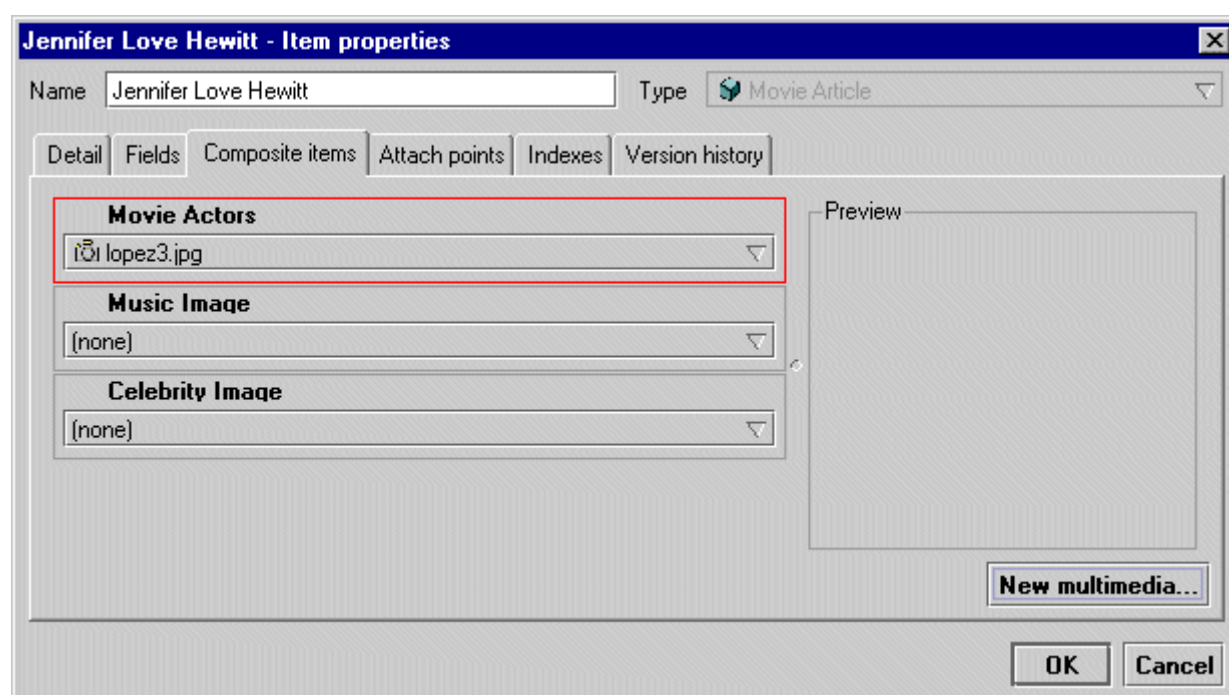 Jennifer Love Hewitt - Item properties
Name Jennifer Love Hewitt Type Movie Article
Detail Fields Composite items Attach points Indexes Version history
Movie Actors
lopez3.jpg
Preview
Music Image
(none)
Celebrity Image
(none)
New multimedia...
OK Cancel